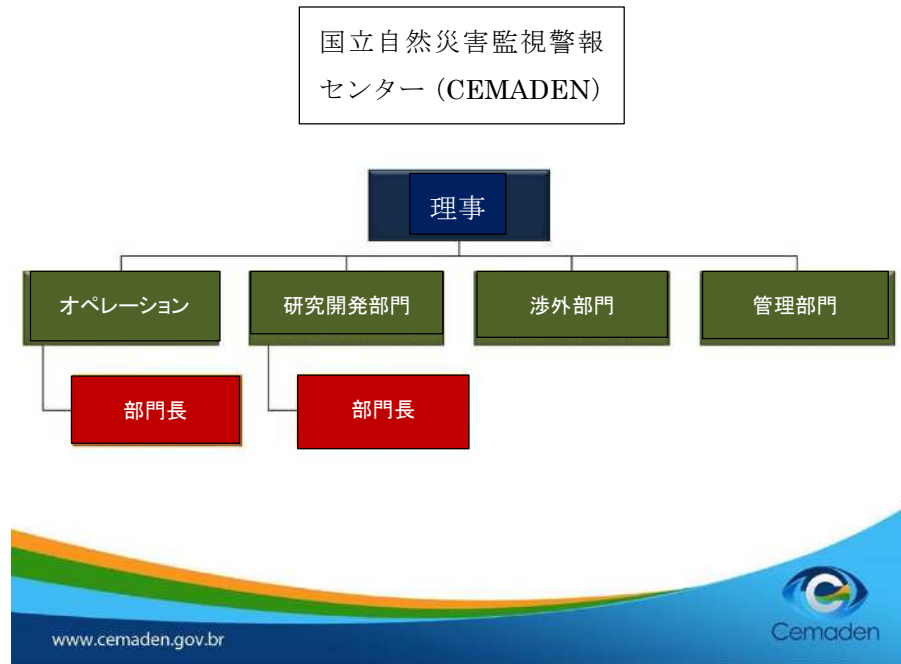 国立自然災害監視警報
センター（CEMADEN）
理事
オペレーション
研究開発部門
渉外部門
管理部門
部門長
部門長
www.cemaden.gov.br
Cemaden